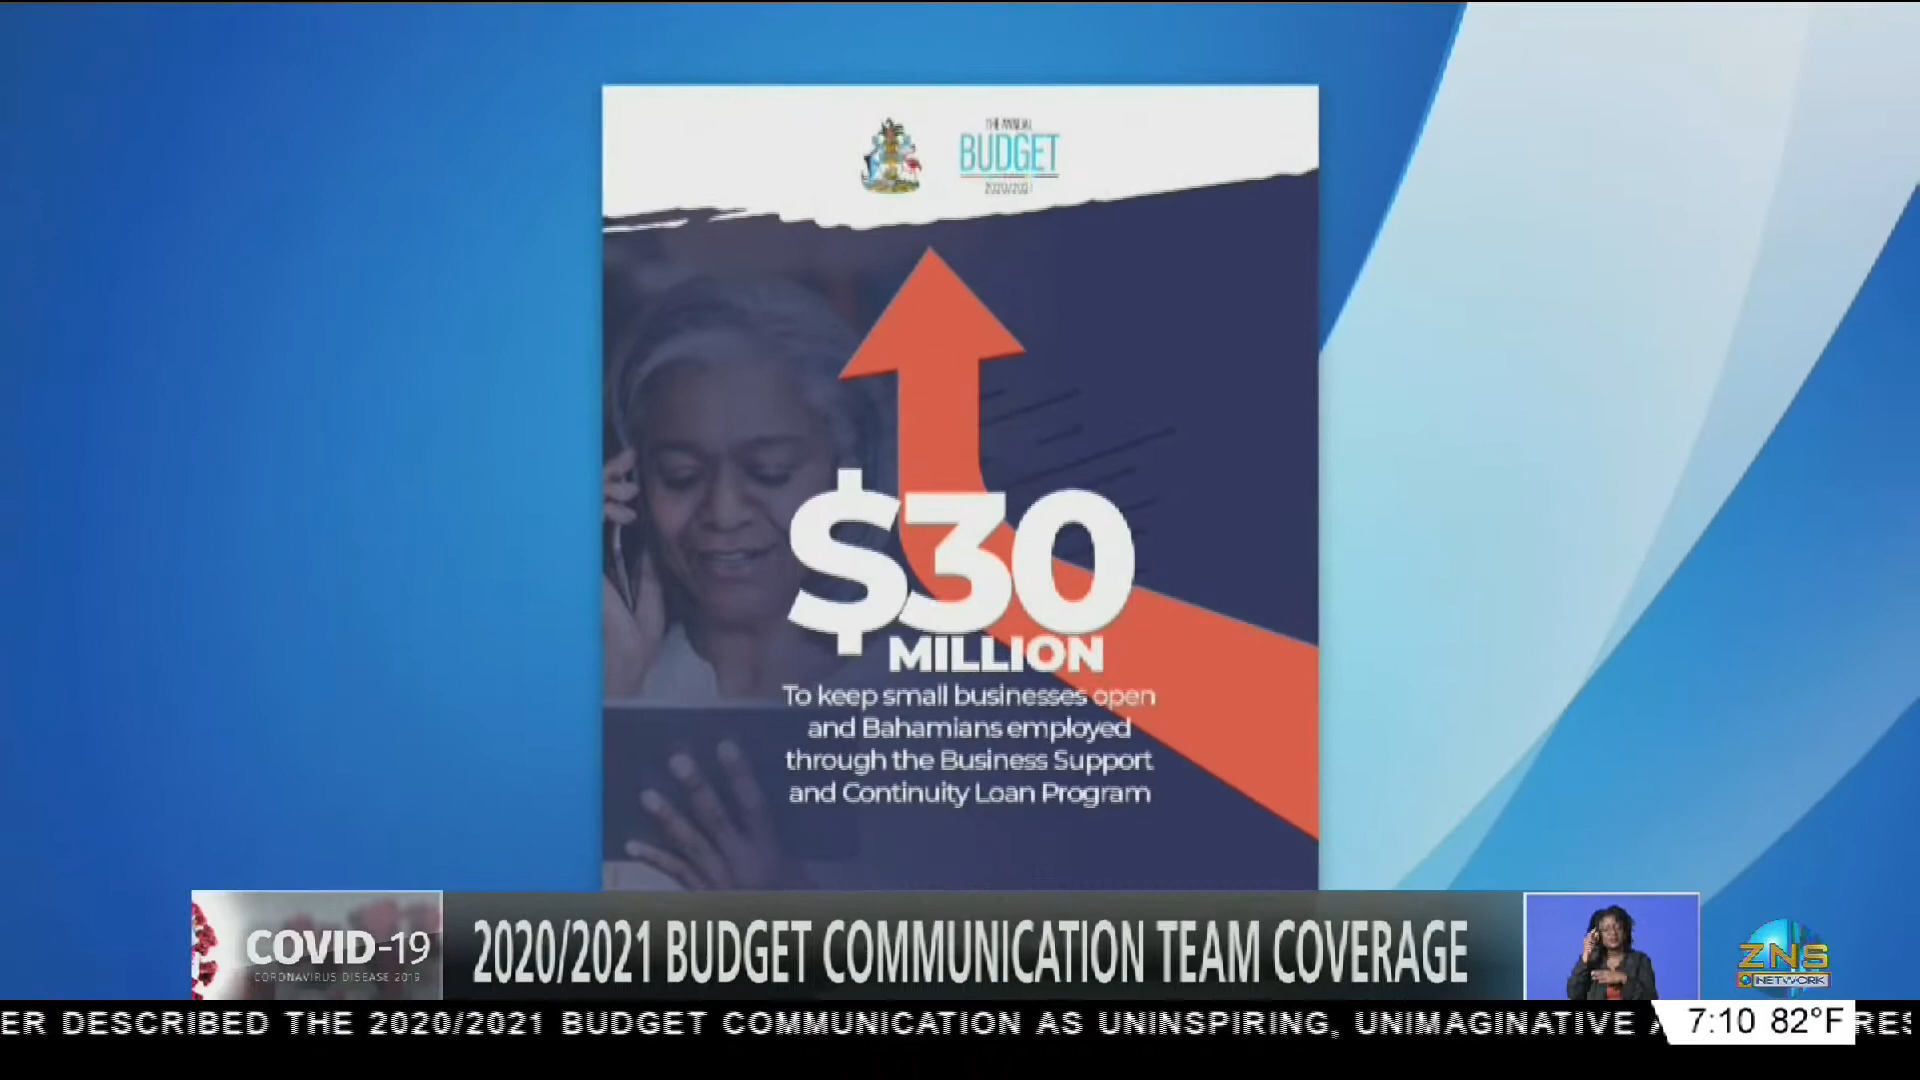 THE ANNUAL
BUDGET
2020/2021
$30
MILLION
To keep small businesses open
and Bahamians employed
through the Business Support
and Continuity Loan Program
COVID-19
CORONAVIRUS DISEASE 2019
2020/2021 BUDGET COMMUNICATION TEAM COVERAGE
ZNS
NETWORK
ER DESCRIBED THE 2020/2021 BUDGET COMMUNICATION AS UNINSPIRING, UNIMAGINATIVE
7:10 82°F